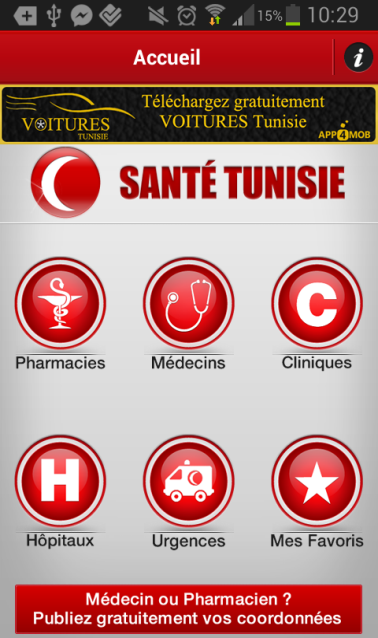 15% 10:29
Accueil
i
Téléchargez gratuitement
VOITURES Tunisie
VOITURES
TUNISIE
APP4MOB
SANTÉ TUNISIE
C
Pharmacies Médecins Cliniques
H
Hôpitaux Urgences Mes Favoris
Médecin ou Pharmacien ?
Publiez gratuitement vos coordonnées